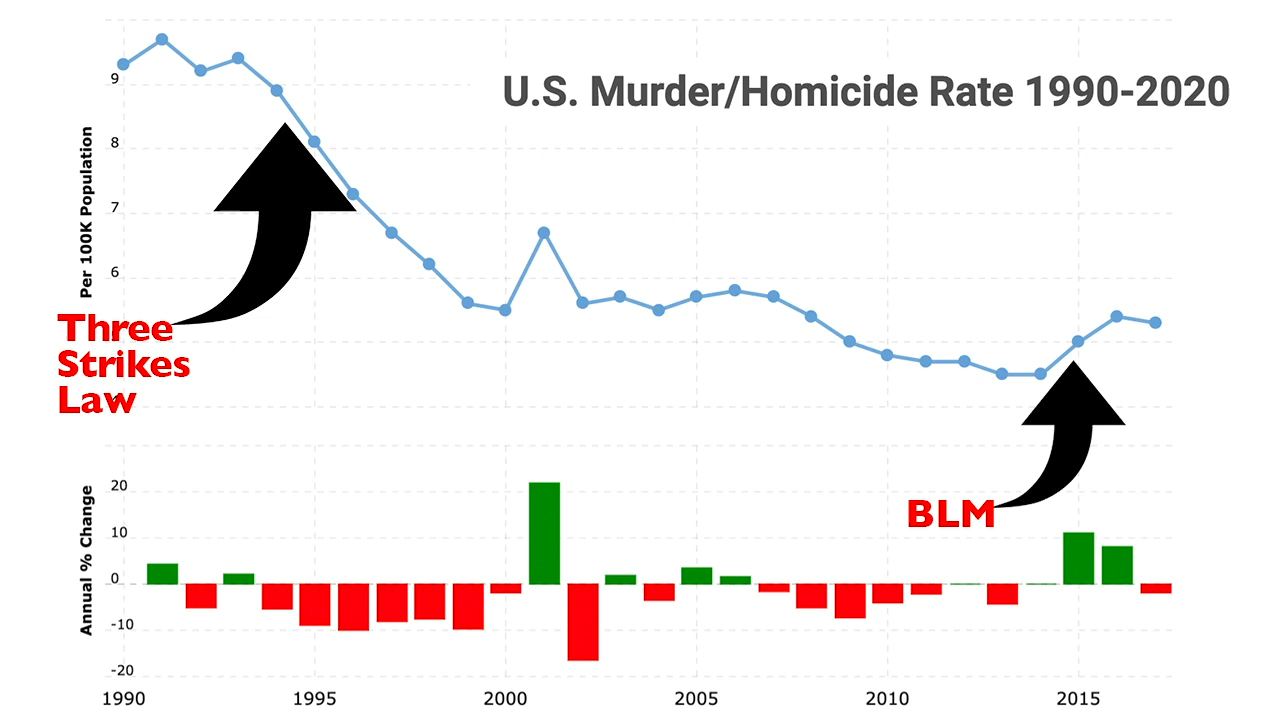 U.S. Murder/Homicide Rate 1990-2020
Per 100K Population
9
8
7
6
Three
Strikes
Law
BLM
Annual % Change
20
10
0
-10
-20
1990
1995
2000
2005
2010
2015